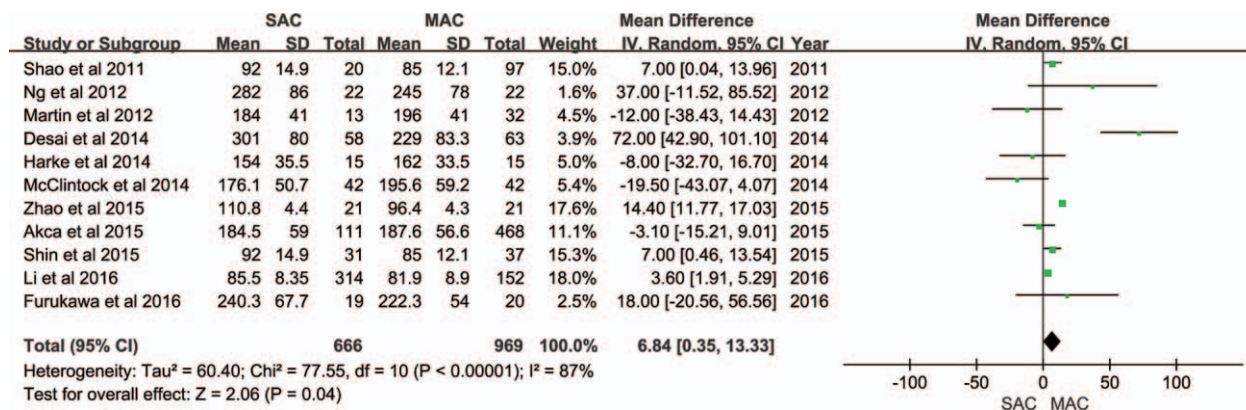 SAC MAC Mean Difference Mean Difference
Study or Subgroup Mean SD Total Mean SD Total Weight IV, Random, 95% CI Year IV, Random, 95% CI
Shao et al 2011 92 14.9 20 85 12.1 97 15.0% 7.00 [0.04, 13.96] 2011
Ng et al 2012 282 86 22 245 78 22 1.6% 37.00 [-11.52, 85.52] 2012
Martin et al 2012 184 41 13 196 41 32 5.0% -12.00 [-38.43, 14.43] 2012
Desai et al 2014 301 80 58 229 83.3 63 3.9% 72.00 [42.90, 101.10] 2014
Harke et al 2014 154 35.5 15 162 33.5 15 5.0% -8.00 [-32.70, 16.70] 2014
McClintock et al 2014 176.1 50.7 42 195.6 59.2 42 5.4% -19.50 [-43.07, 4.07] 2014
Zhao et al 2015 110.8 4.4 21 96.4 4.3 21 17.6% 14.40 [11.77, 17.03] 2015
Akca et al 2015 184.5 59 111 187.6 56.6 468 11.1% -3.10 [-15.21, 9.01] 2015
Shin et al 2015 92 14.9 31 85 12.1 37 15.3% 7.00 [0.46, 13.54] 2015
Li et al 2016 85.5 8.35 314 81.9 8.9 152 18.0% 3.60 [1.91, 5.29] 2016
Furukawa et al 2016 240.3 67.7 19 222.3 54 20 2.5% 18.00 [-20.56, 56.56] 2016
Total (95% CI) 666 969 100.0% 6.84 [0.35, 13.33]
Heterogeneity: Tau² = 60.40; Chi² = 77.55, df = 10 (P < 0.00001); I² = 87%
Test for overall effect: Z = 2.06 (P = 0.04)
-100 -50 0 50 100
SAC MAC